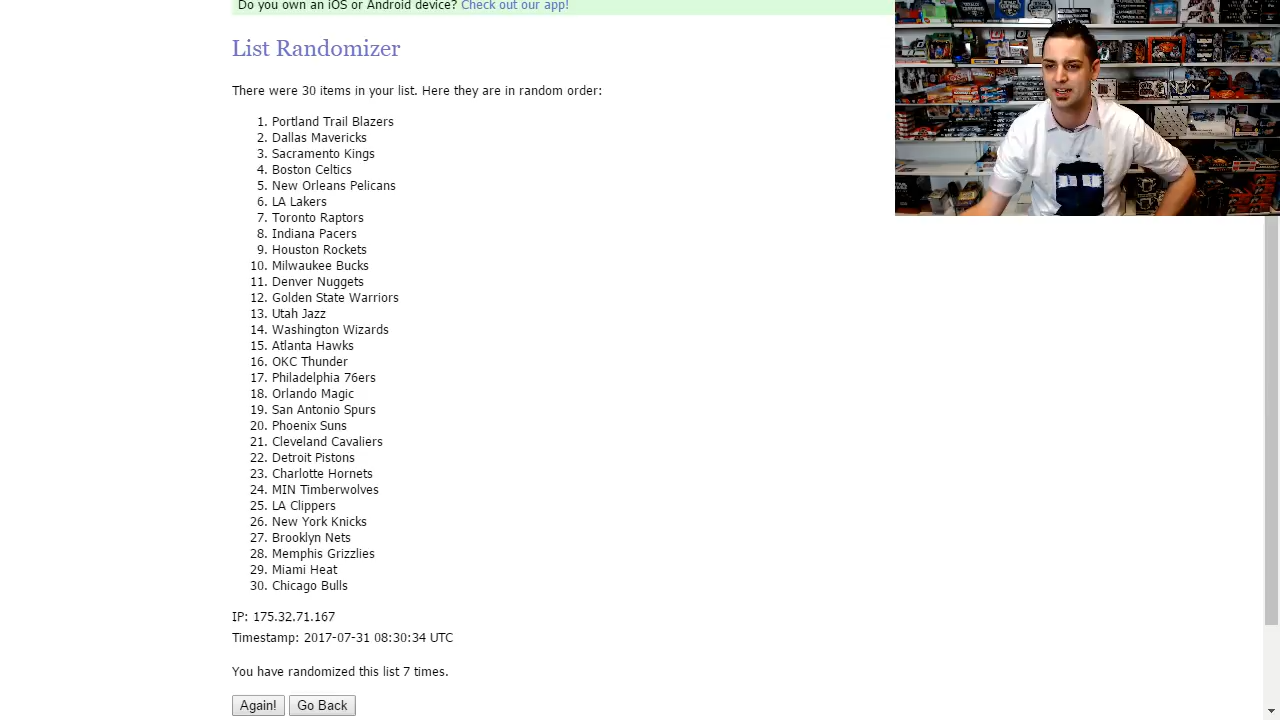 Do you own an iOS or Android device? Check out our app!
List Randomizer
There were items in your list. Here they are in random order:
1. Portland Trail Blazers
2. Dallas Mavericks
3. Sacramento Kings
4. Boston Celtics
5. New Orleans Pelicans
6. LA Lakers
7. Toronto Raptors
8. Indiana Pacers
9. Houston Rockets
10. Milwaukee Bucks
11. Denver Nuggets
12. Golden State Warriors
13. Utah Jazz
14. Washington Wizards
15. Atlanta Hawks
16. OKC Thunder
17. Philadelphia 76ers
18. Orlando Magic
19. San Antonio Spurs
20. Phoenix Suns
21. Cleveland Cavaliers
22. Detroit Pistons
23. Charlotte Hornets
24. MIN Timberwolves
25. LA Clippers
26. New York Knicks
27. Brooklyn Nets
28. Memphis Grizzlies
29. Miami Heat
30. Chicago Bulls
IP: 175.32.71.167
Timestamp: 2017-07-31 08:30:34 UTC
You have randomized this list 7 times.
Again! Go Back